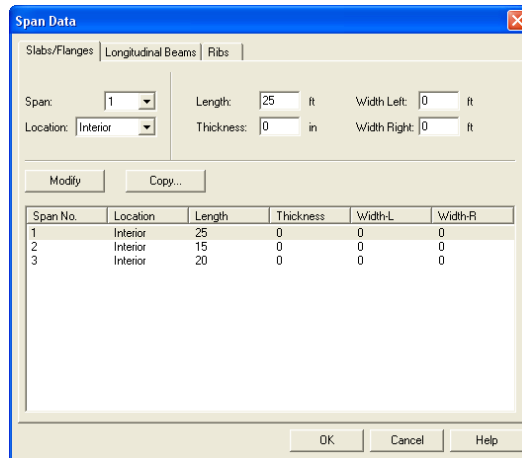 Span Data
Slabs/Flanges Longitudinal Beams Ribs
Span: 1 Length: 25 ft Width Left: 0 ft
Location: Interior Thickness: 0 in Width Right: 0 ft
Modify Copy...
Span No. Location Length Thickness Width-L Width-R
1 Interior 25 0 0 0
2 Interior 15 0 0 0
3 Interior 20 0 0 0
OK Cancel Help